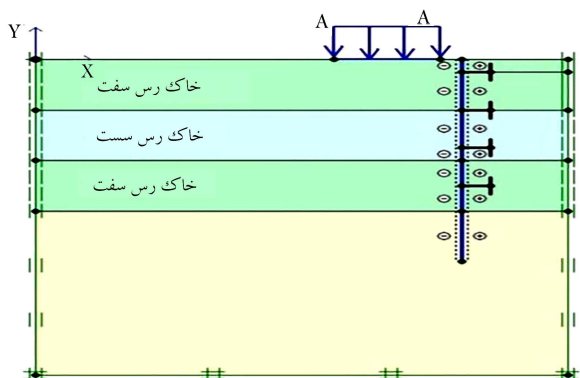 A A
Y
X
خاک رس سفت
خاک رس سست
خاک رس سفت